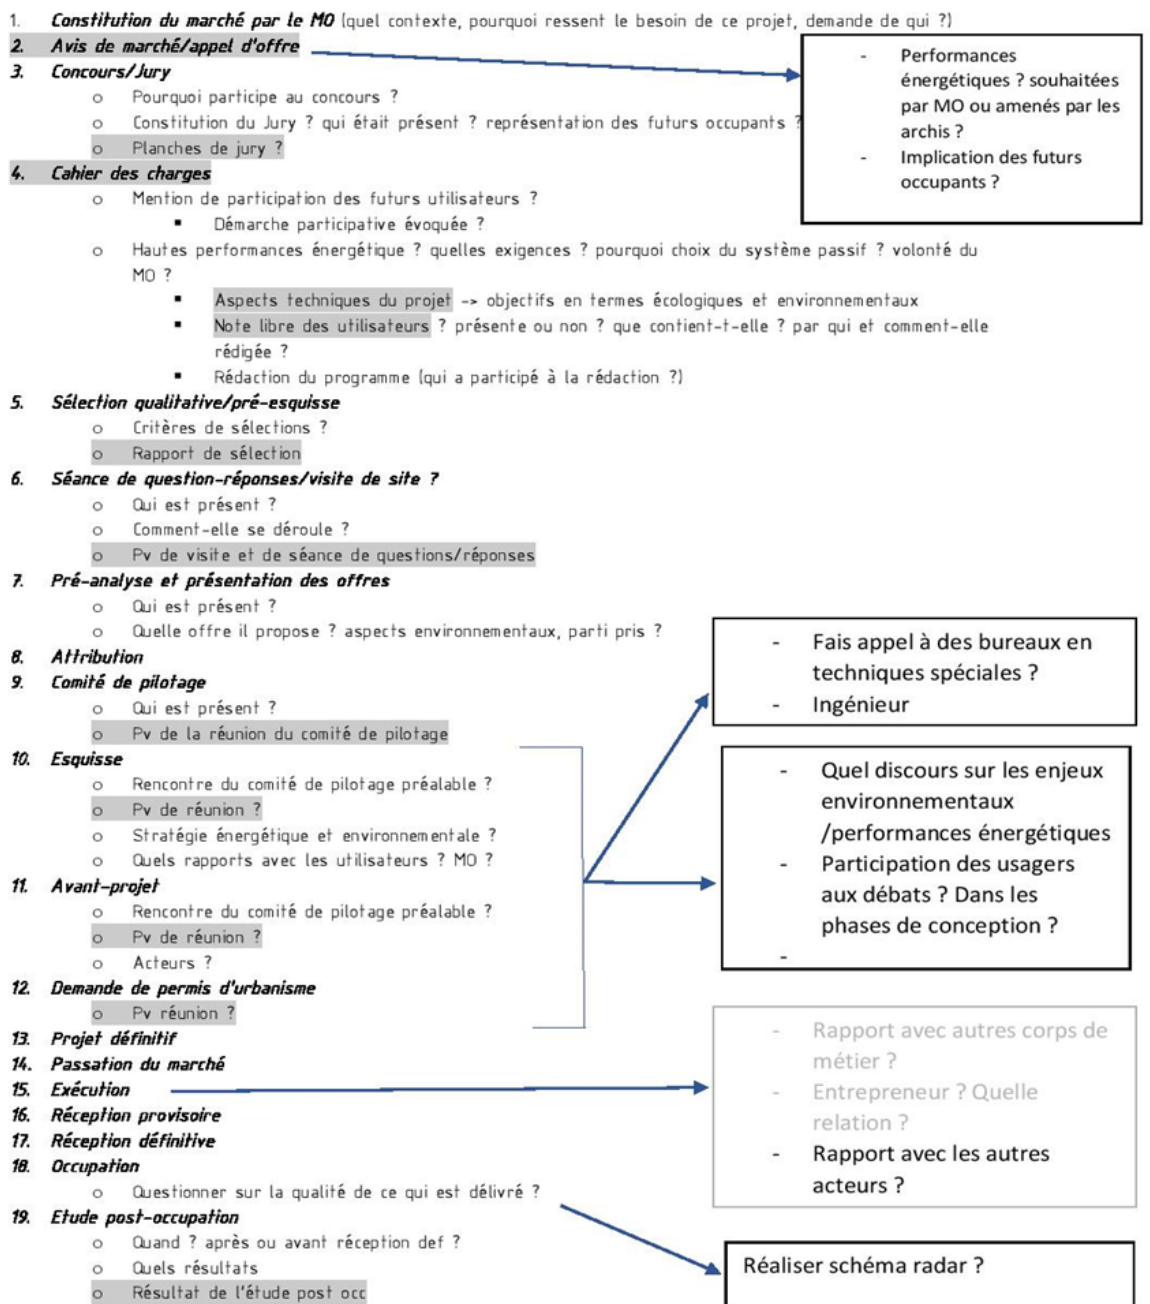 1. Constitution du marché par le MO (quel contexte, pourquoi ressent le besoin de ce projet, demande de qui ?)
2. Avis de marché/appel d'offre
3. Concours/Jury
o Pourquoi participe au concours ?
o Constitution du Jury ? qui était présent ? représentation des futurs occupants ?
o Planches de jury ?
4. Cahier des charges
o Mention de participation des futurs utilisateurs ?
▪ Démarche participative évoquée ?
o Hautes performances énergétique ? quelles exigences ? pourquoi choix du système passif ? volonté du
MO ?
▪ Aspects techniques du projet -> objectifs en termes écologiques et environnementaux
▪ Note libre des utilisateurs ? présente ou non ? que contient-t-elle ? par qui et comment-elle
rédigée ?
▪ Rédaction du programme (qui a participé à la rédaction ?)
5. Sélection qualitative/pré-esquisse
o Critères de sélections ?
o Rapport de sélection
6. Séance de question-réponses/visite de site ?
o Qui est présent ?
o Comment-elle se déroule ?
o Pv de visite et de séance de questions/réponses
7. Pré-analyse et présentation des offres
o Qui est présent ?
o Quelle offre il propose ? aspects environnementaux, parti pris ?
8. Attribution
9. Comité de pilotage
o Qui est présent ?
o Pv de la réunion du comité de pilotage
10. Esquisse
o Rencontre du comité de pilotage préalable ?
o Pv de réunion ?
o Stratégie énergétique et environnementale ?
o Quels rapports avec les utilisateurs ? MO ?
11. Avant-projet
o Rencontre du comité de pilotage préalable ?
o Pv de réunion ?
o Acteurs ?
12. Demande de permis d'urbanisme
o Pv réunion ?
13. Projet définitif
14. Passation du marché
15. Exécution
16. Réception provisoire
17. Réception définitive
18. Occupation
o Questionner sur la qualité de ce qui est délivré ?
19. Etude post-occupation
o Quand ? après ou avant réception def ?
o Quels résultats
o Résultat de l'étude post occ
- Performances
énergétiques ? souhaitées
par MO ou amenés par les
archis ?
- Implication des futurs
occupants ?
- Fais appel à des bureaux en
techniques spéciales ?
- Ingénieur
- Quel discours sur les enjeux
environnementaux
/performances énergétiques
- Participation des usagers
aux débats ? Dans les
phases de conception ?
-
- Rapport avec autres corps de
métier ?
- Entrepreneur ? Quelle
relation ?
- Rapport avec les autres
acteurs ?
Réaliser schéma radar ?